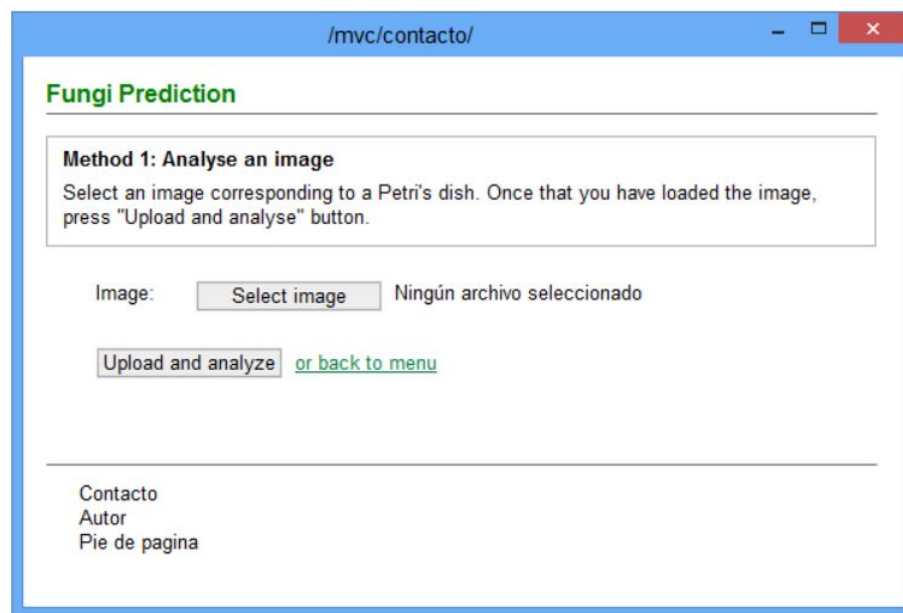 /mvc/contacto/
Fungi Prediction
Method 1: Analyse an image
Select an image corresponding to a Petri's dish. Once that you have loaded the image,
press "Upload and analyse" button.
Image: Select image Ningún archivo seleccionado
Upload and analyze or back to menu
Contacto
Autor
Pie de pagina